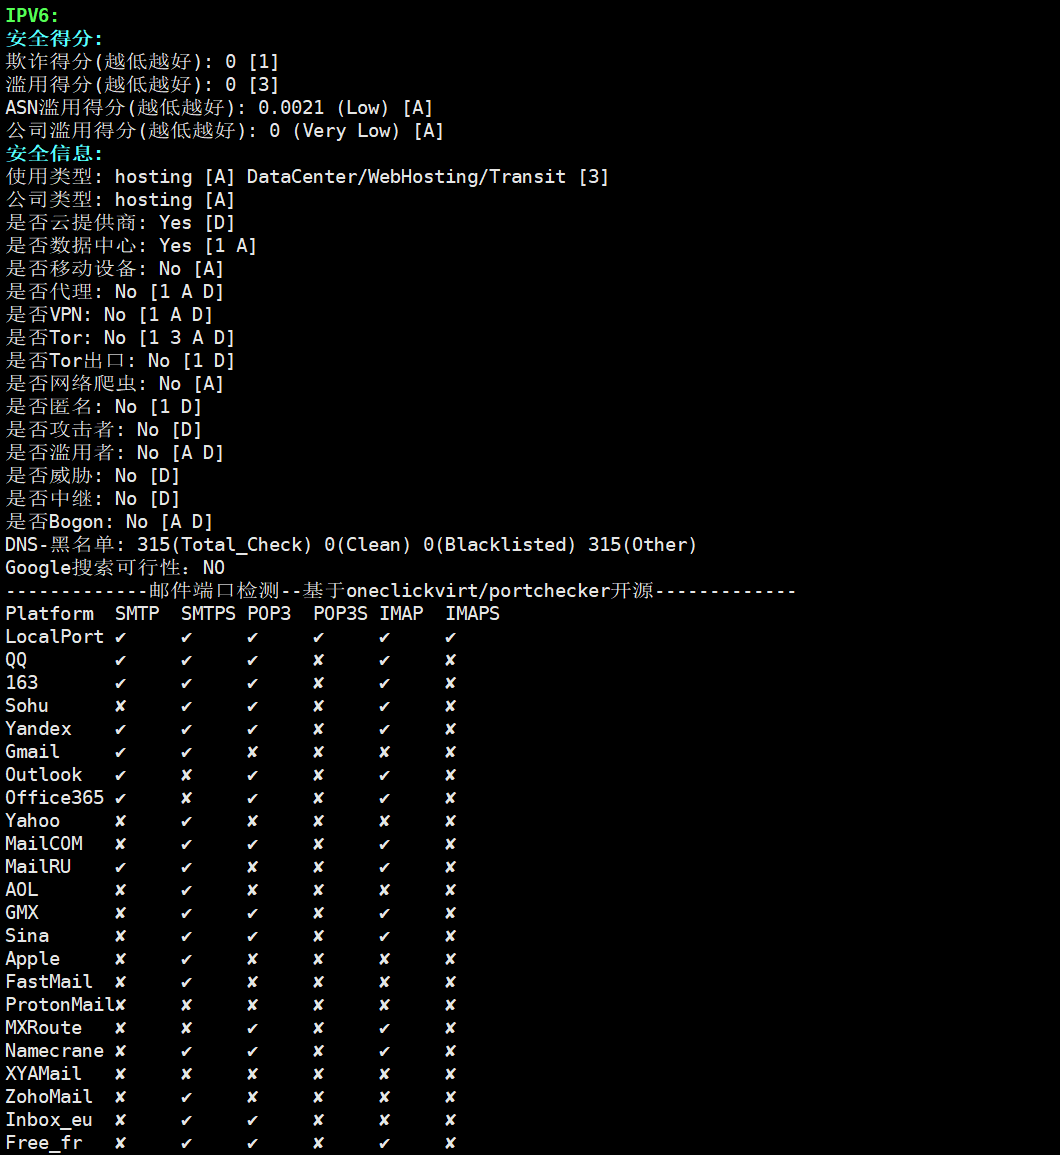 IPV6:
安全得分:
欺诈得分(越低越好): 0 [1]
滥用得分(越低越好): 0 [3]
ASN滥用得分(越低越好): 0.0021 (Low) [A]
公司滥用得分(越低越好): 0 (Very Low) [A]
安全信息:
使用类型: hosting [A] DataCenter/WebHosting/Transit [3]
公司类型: hosting [A]
是否云提供商: Yes [D]
是否数据中心: Yes [1 A]
是否移动设备: No [A]
是否代理: No [1 A D]
是否VPN: No [1 A D]
是否Tor: No [1 3 A D]
是否Tor出口: No [1 D]
是否网络爬虫: No [A]
是否匿名: No [1 D]
是否攻击者: No [D]
是否滥用者: No [A D]
是否威胁: No [D]
是否中继: No [D]
是否Bogon: No [A D]
DNS-黑名单: 315(Total_Check) 0(Clean) 0(Blacklisted) 315(Other)
Google搜索可行性：NO
-------------邮件端口检测--基于oneclickvirt/portchecker开源-------------
Platform SMTP SMTPS POP3 POP3S IMAP IMAPS
LocalPort ✔ ✔ ✔ ✔ ✔ ✔
QQ ✔ ✔ ✔ ✘ ✔ ✘
163 ✔ ✔ ✔ ✘ ✔ ✘
Sohu ✘ ✔ ✔ ✘ ✔ ✘
Yandex ✔ ✔ ✔ ✘ ✔ ✘
Gmail ✔ ✔ ✘ ✘ ✘ ✘
Outlook ✔ ✘ ✔ ✘ ✔ ✘
Office365 ✔ ✘ ✔ ✘ ✔ ✘
Yahoo ✘ ✔ ✘ ✘ ✘ ✘
MailCOM ✘ ✔ ✔ ✘ ✔ ✘
MailRU ✔ ✔ ✘ ✘ ✔ ✘
AOL ✘ ✔ ✘ ✘ ✘ ✘
GMX ✘ ✔ ✔ ✘ ✔ ✘
Sina ✘ ✔ ✔ ✘ ✔ ✘
Apple ✘ ✔ ✘ ✘ ✘ ✘
FastMail ✘ ✔ ✘ ✘ ✘ ✘
ProtonMail✘ ✘ ✘ ✘ ✘ ✘
MXRoute ✘ ✘ ✔ ✘ ✔ ✘
Namecrane ✘ ✔ ✔ ✘ ✔ ✘
XYAMail ✘ ✘ ✘ ✘ ✘ ✘
ZohoMail ✘ ✔ ✘ ✘ ✘ ✘
Inbox_eu ✘ ✔ ✔ ✘ ✘ ✘
Free_fr ✘ ✔ ✔ ✘ ✔ ✘